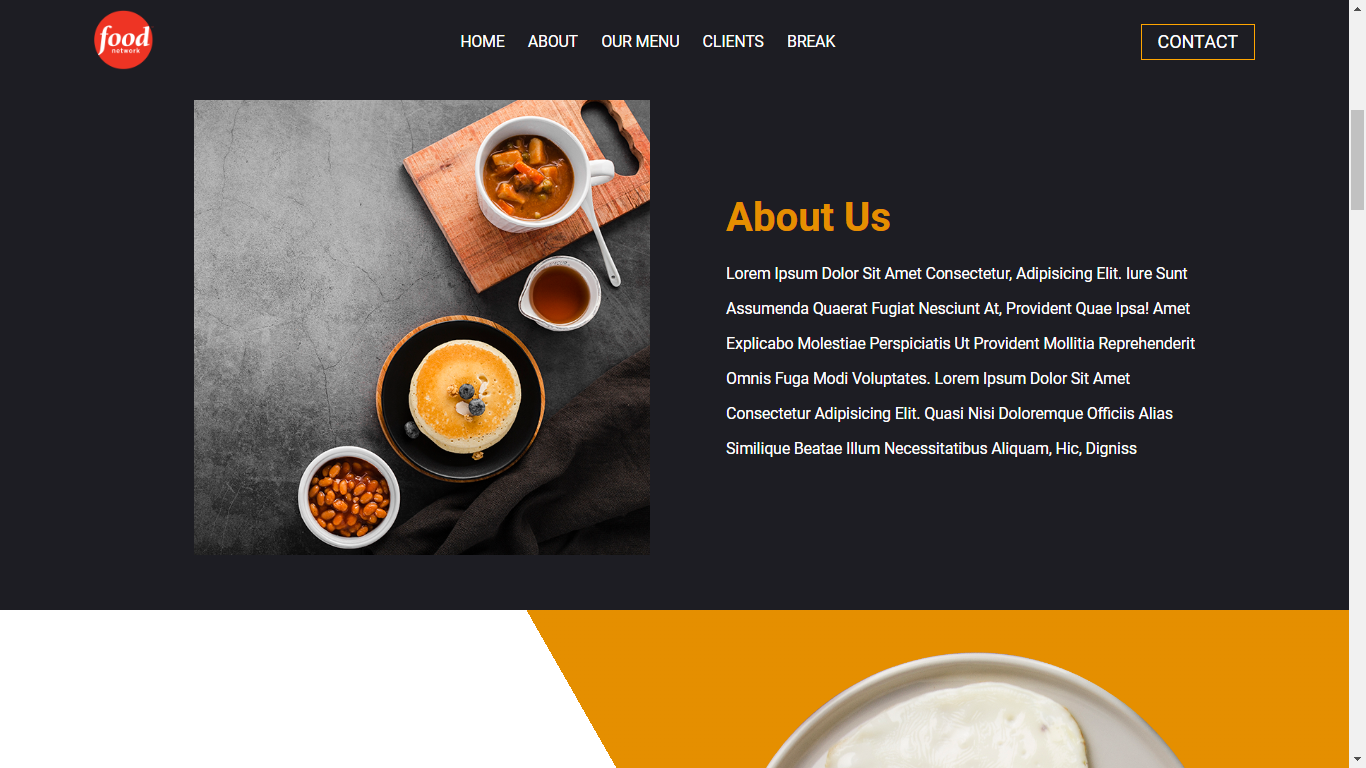 food
network
HOME ABOUT OUR MENU CLIENTS BREAK
CONTACT
About Us
Lorem Ipsum Dolor Sit Amet Consectetur, Adipisicing Elit. Iure Sunt
Assumenda Quaerat Fugiat Nesciunt At, Provident Quae Ipsa! Amet
Explicabo Molestiae Perspiciatis Ut Provident Mollitia Reprehenderit
Omnis Fuga Modi Voluptates. Lorem Ipsum Dolor Sit Amet
Consectetur Adipisicing Elit. Quasi Nisi Doloremque Officiis Alias
Similique Beatae Illum Necessitatibus Aliquam, Hic, Digniss